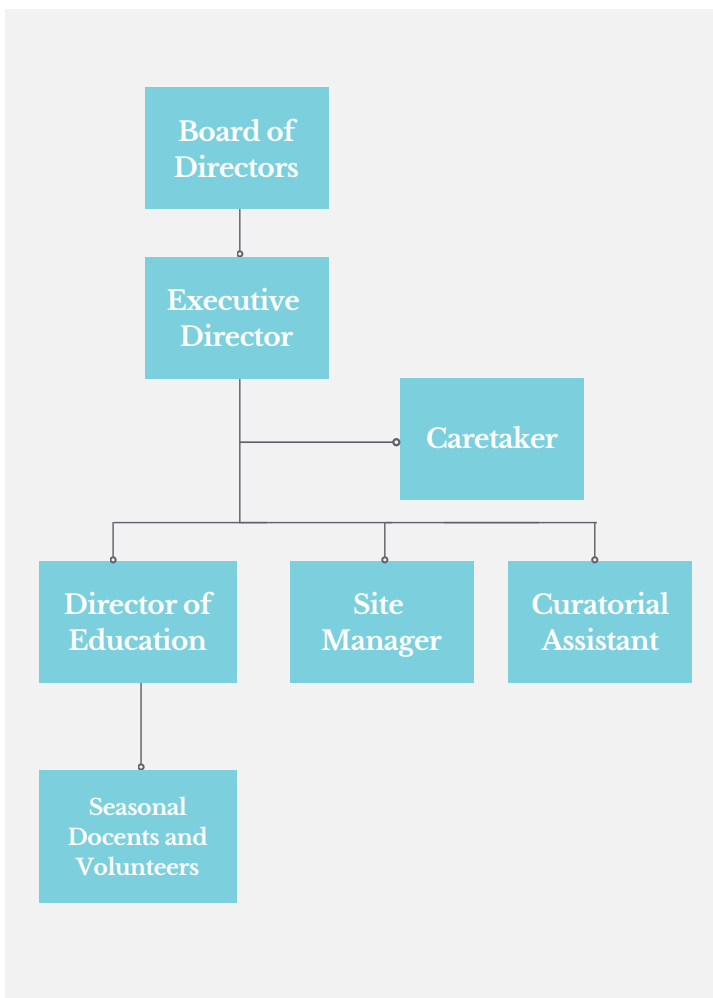 Board of
Directors
Executive
Director
Caretaker
Director of
Education
Site
Manager
Curatorial
Assistant
Seasonal
Docents and
Volunteers